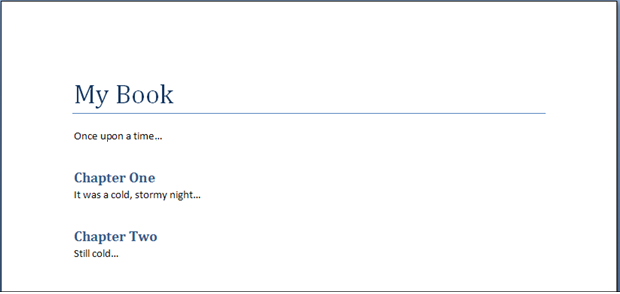 My Book
Once upon a time...
Chapter One
It was a cold, stormy night...
Chapter Two
Still cold...